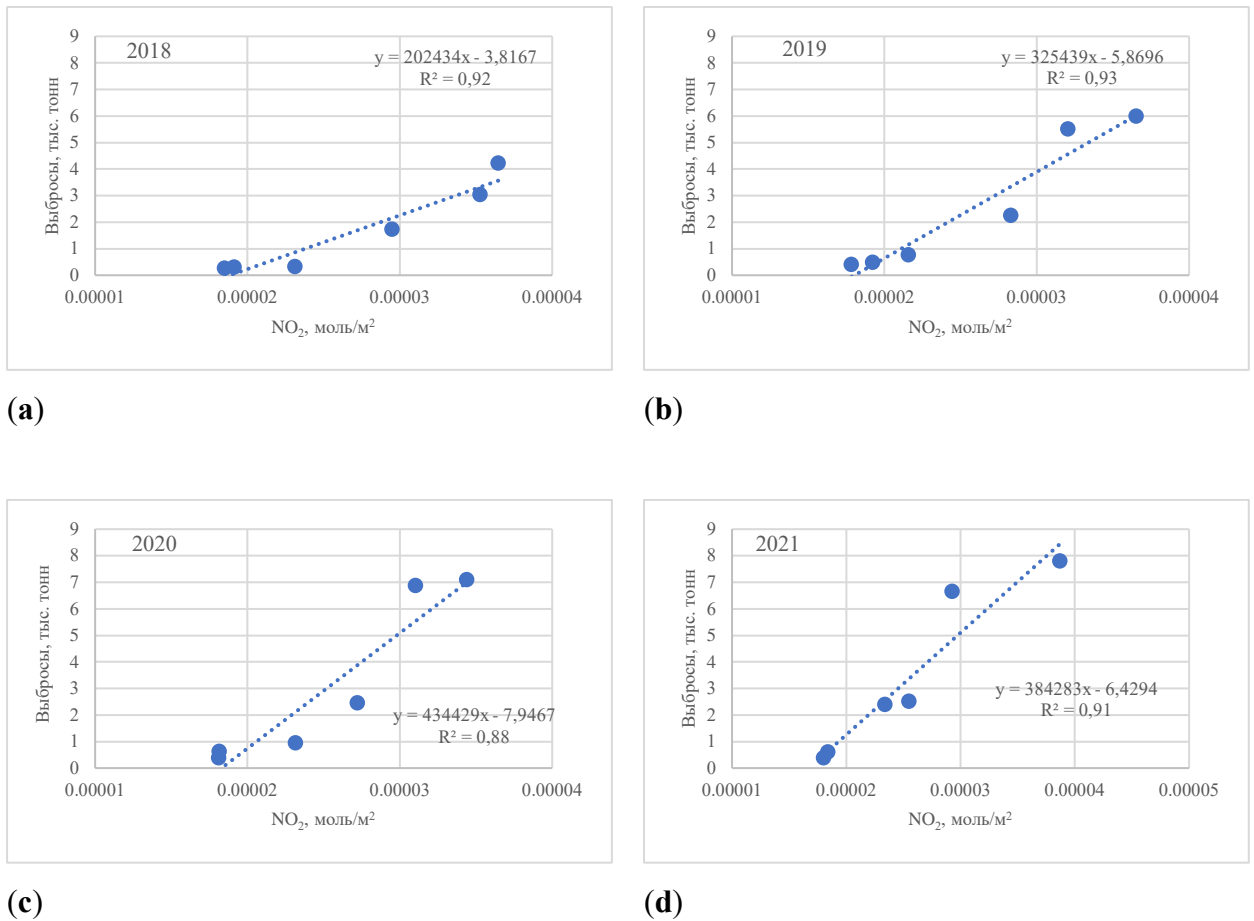 2018
y = 202434x - 3,8167
R² = 0,92
Выбросы, тыс. тонн
9
8
7
6
5
4
3
2
1
0
0.00001 0.00002 0.00003 0.00004
NO₂, моль/м²
(a)
2019
y = 325439x - 5,8696
R² = 0,93
Выбросы, тыс. тонн
9
8
7
6
5
4
3
2
1
0
0.00001 0.00002 0.00003 0.00004
NO₂, моль/м²
(b)
2020
y = 434429x - 7,9467
R² = 0,88
Выбросы, тыс. тонн
9
8
7
6
5
4
3
2
1
0
0.00001 0.00002 0.00003 0.00004
NO₂, моль/м²
(c)
2021
y = 384283x - 6,4294
R² = 0,91
Выбросы, тыс. тонн
9
8
7
6
5
4
3
2
1
0
0.00001 0.00002 0.00003 0.00004 0.00005
NO₂, моль/м²
(d)